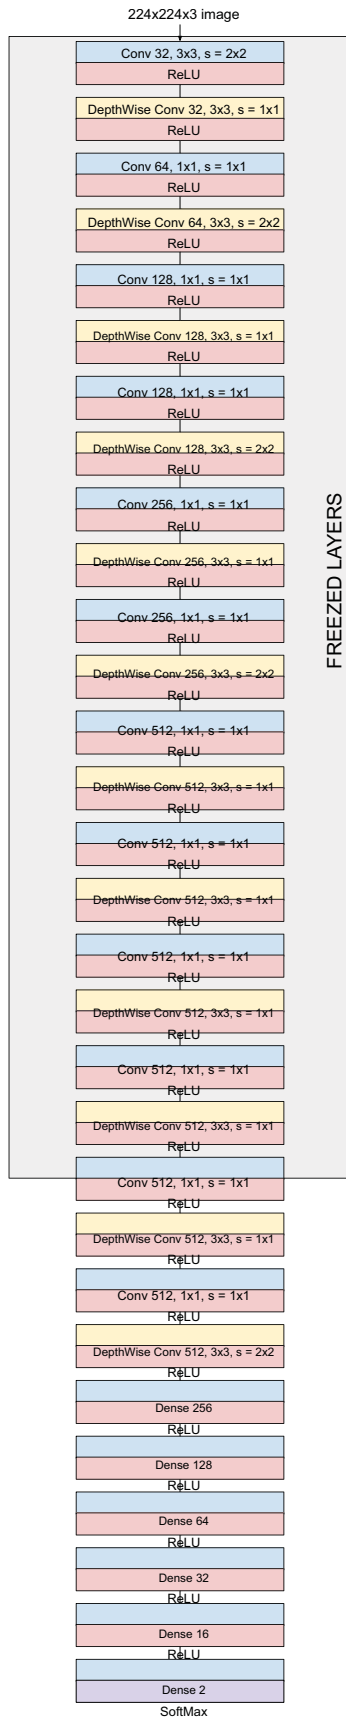 224x224x3 image
Conv 32, 3x3, s = 2x2
ReLU
DepthWise Conv 32, 3x3, s = 1x1
ReLU
Conv 64, 1x1, s = 1x1
ReLU
DepthWise Conv 64, 3x3, s = 2x2
ReLU
Conv 128, 1x1, s = 1x1
ReLU
DepthWise Conv 128, 3x3, s = 1x1
ReLU
Conv 128, 1x1, s = 1x1
ReLU
DepthWise Conv 128, 3x3, s = 2x2
ReLU
Conv 256, 1x1, s = 1x1
ReLU
DepthWise Conv 256, 3x3, s = 1x1
ReLU
Conv 256, 1x1, s = 1x1
ReLU
DepthWise Conv 256, 3x3, s = 2x2
ReLU
Conv 512, 1x1, s = 1x1
ReLU
DepthWise Conv 512, 3x3, s = 1x1
ReLU
Conv 512, 1x1, s = 1x1
ReLU
DepthWise Conv 512, 3x3, s = 1x1
ReLU
Conv 512, 1x1, s = 1x1
ReLU
DepthWise Conv 512, 3x3, s = 1x1
ReLU
Conv 512, 1x1, s = 1x1
ReLU
DepthWise Conv 512, 3x3, s = 1x1
ReLU
Conv 512, 1x1, s = 1x1
ReLU
DepthWise Conv 512, 3x3, s = 1x1
ReLU
Conv 512, 1x1, s = 1x1
ReLU
DepthWise Conv 512, 3x3, s = 2x2
ReLU
Dense 256
ReLU
Dense 128
ReLU
Dense 64
ReLU
Dense 32
ReLU
Dense 16
ReLU
Dense 2
SoftMax
FREEZED LAYERS